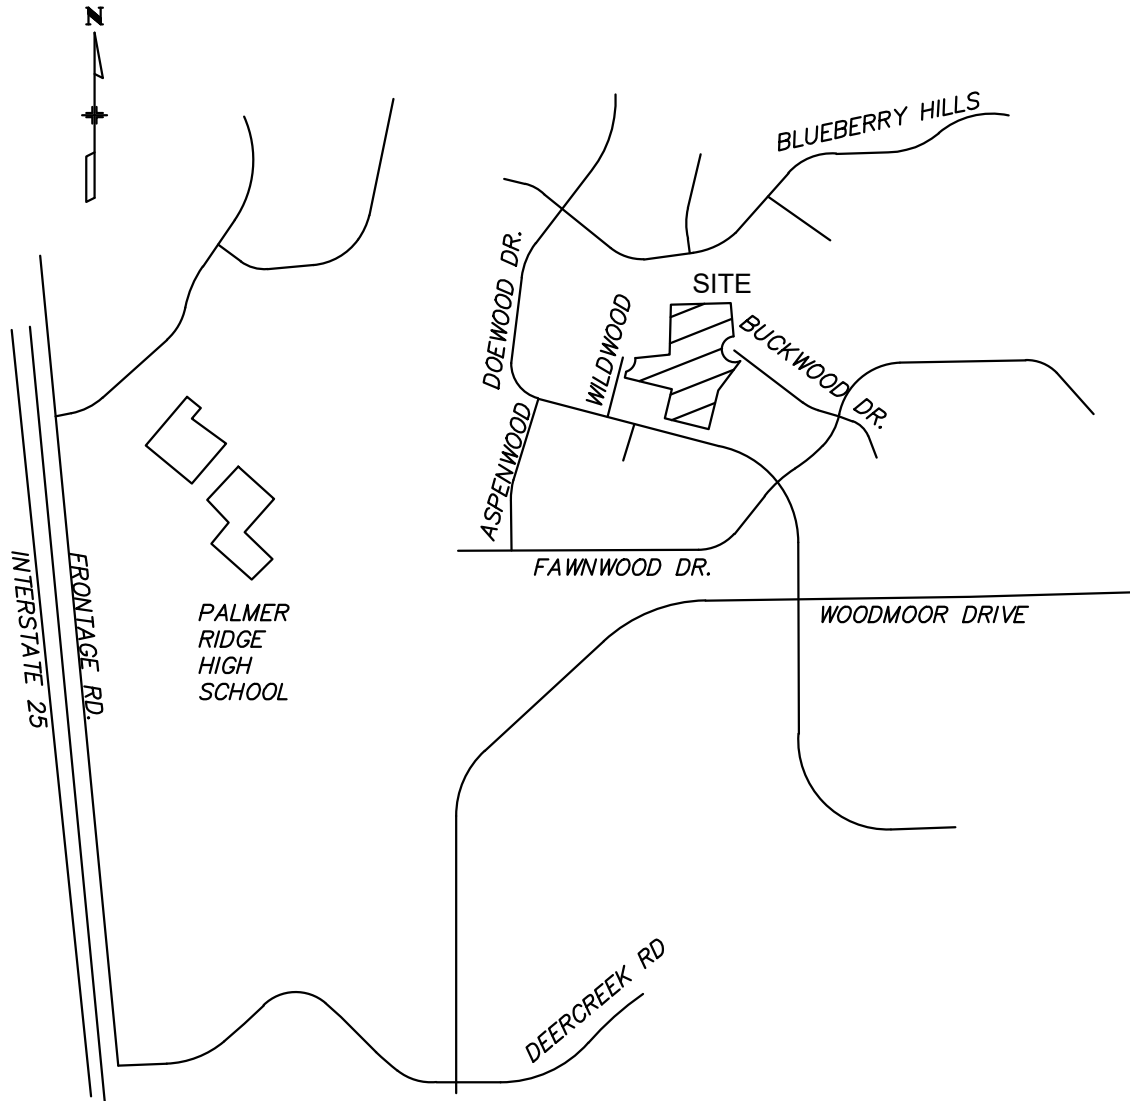 N
BLUEBERRY HILLS
DOEWOOD DR.
SITE
WILDWOOD
BUCKWOOD DR.
ASPENWOOD
FAWNWOOD DR.
INTERSTATE 25
FRONTAGE RD.
PALMER
RIDGE
HIGH
SCHOOL
WOODMOOR DRIVE
DEERCREEK RD